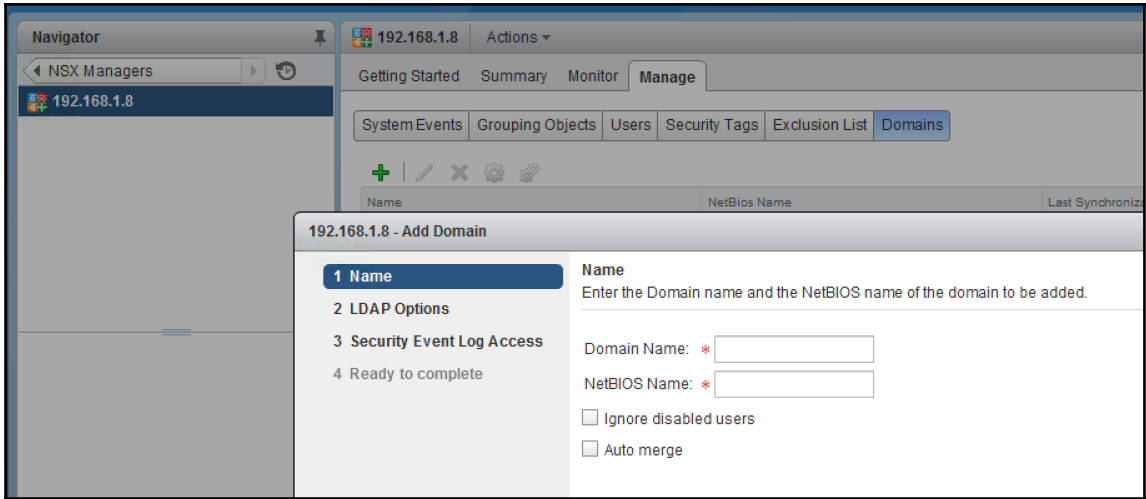 Navigator
NSX Managers
192.168.1.8
192.168.1.8 Actions
Getting Started Summary Monitor Manage
System Events Grouping Objects Users Security Tags Exclusion List Domains
Name NetBios Name Last
192.168.1.8 - Add Domain
1 Name
2 LDAP Options
3 Security Event Log Access
4 Ready to complete
Name
Enter the Domain name and the NetBIOS name of the domain to be added.
Domain Name: *
NetBIOS Name: *
Ignore disabled users
Auto merge